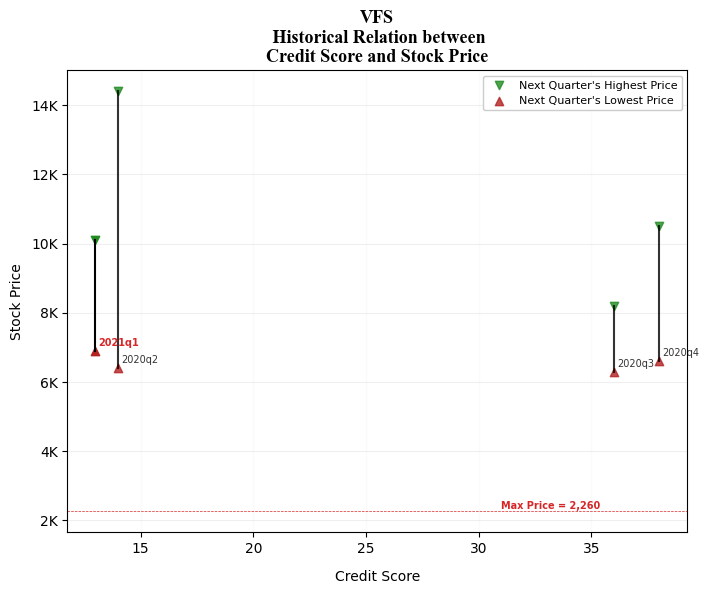 VFS
Historical Relation between
Credit Score and Stock Price
Next Quarter's Highest Price
Next Quarter's Lowest Price
14K
12K
10K
8K
6K
4K
2K
Stock Price
2021q1
2020q2
2020q3
2020q4
Max Price = 2,260
15
20
25
30
35
Credit Score